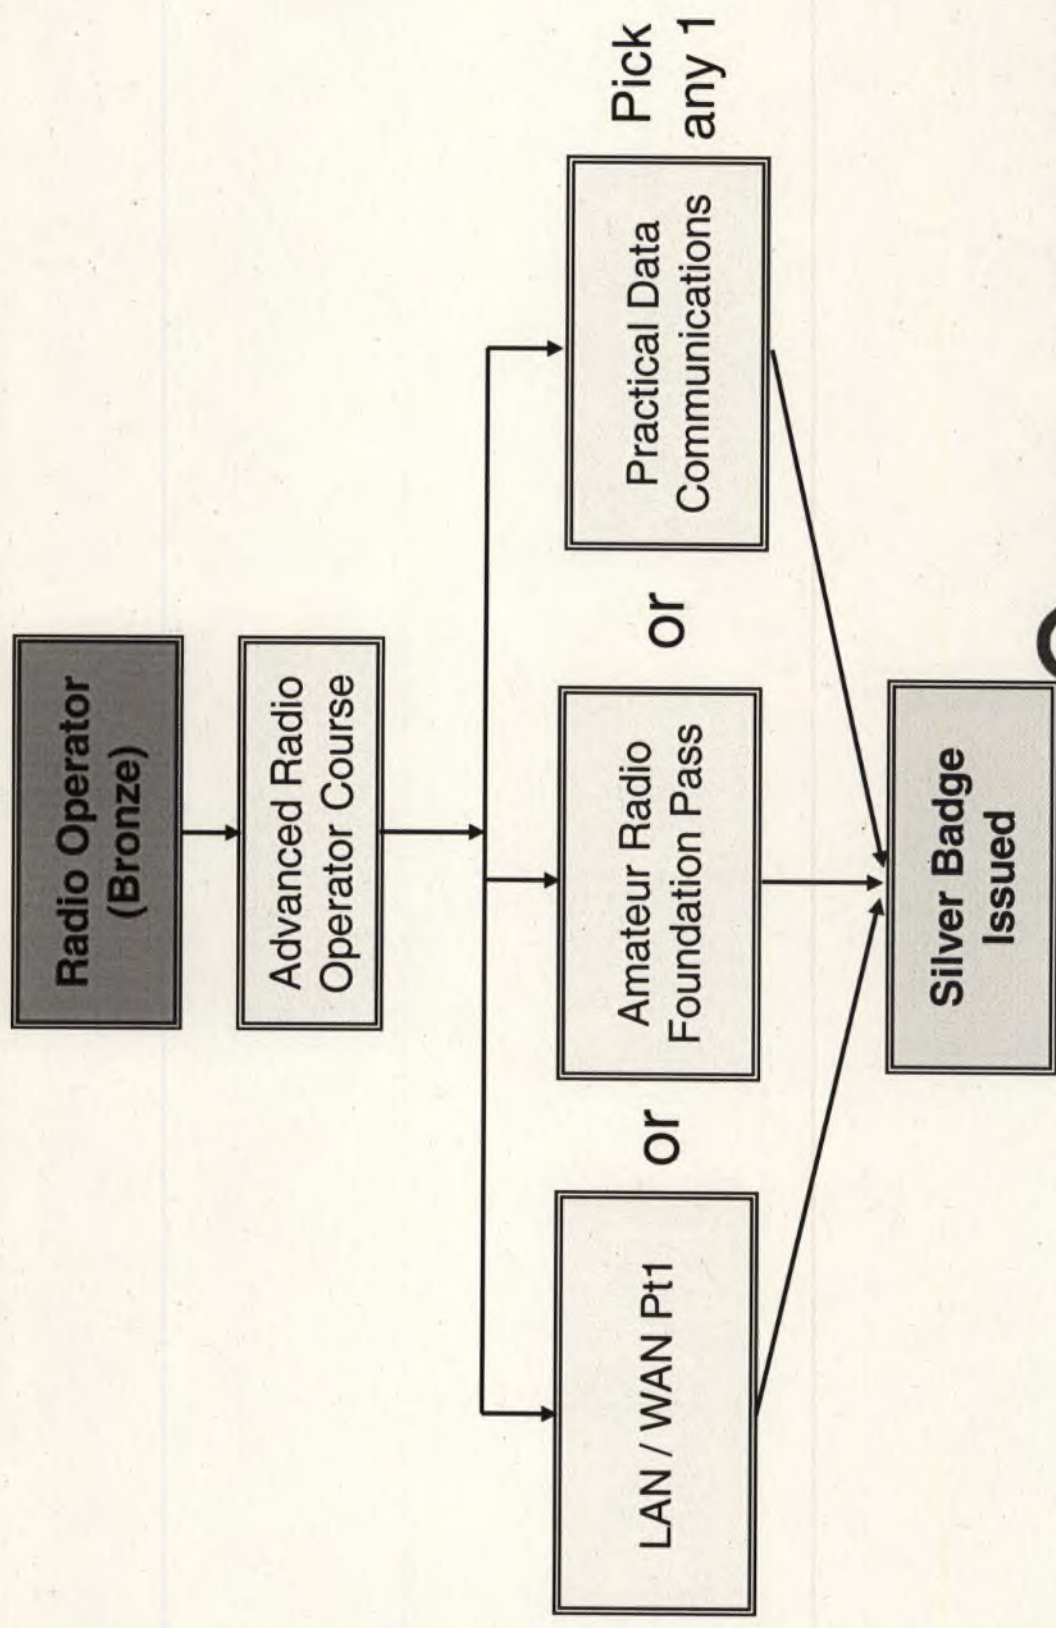 Radio Operator
(Bronze)
Advanced Radio
Operator Course
LAN / WAN Pt1
or
Amateur Radio
Foundation Pass
or
Practical Data
Communications
Pick
any 1
Silver Badge
Issued